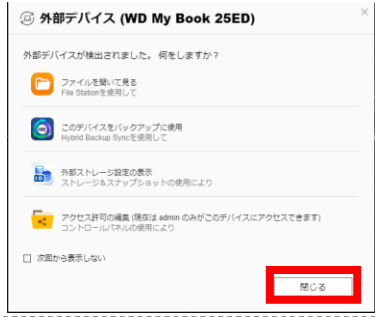 外部デバイス (WD My Book 25ED)
外部デバイスが検出されました。何をしますか?
ファイルを開いて見る
File Stationを使用して
このデバイスをバックアップに使用
Hybrid Backup Syncを使用して
外部ストレージ設定の表示
ストレージ&スナップショットの使用により
アクセス許可の編集 (現在は admin のみがこのデバイスにアクセスできます)
コントロールパネルの使用により
次回から表示しない
閉じる